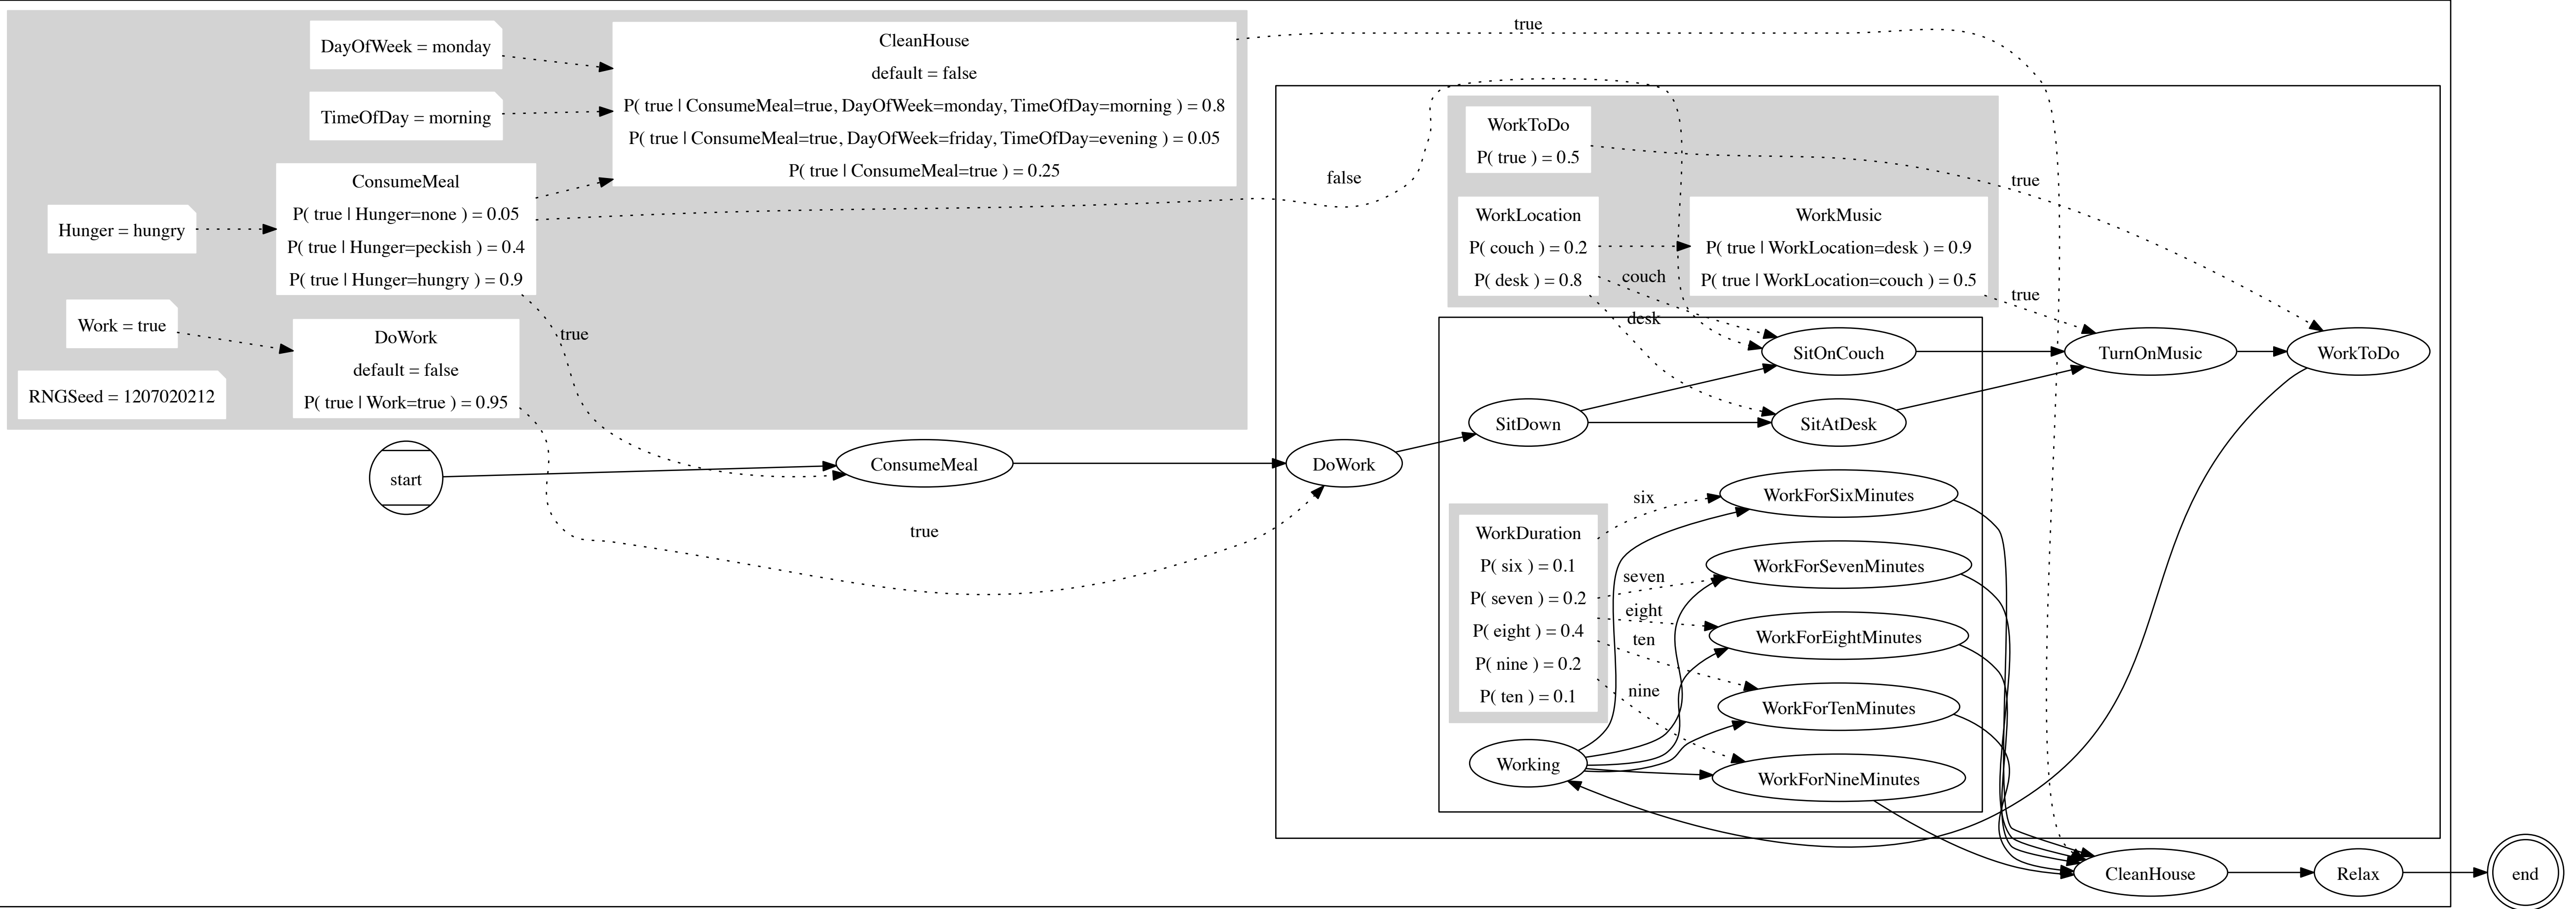 DayOfWeek = monday
TimeOfDay = morning
Hunger = hungry
Work = true
RNGSeed = 1207020212
ConsumeMeal
P( true | Hunger=none ) = 0.05
P( true | Hunger=peckish ) = 0.4
P( true | Hunger=hungry ) = 0.9
DoWork
default = false
P( true | Work=true ) = 0.95
CleanHouse
default = false
P( true | ConsumeMeal=true, DayOfWeek=monday, TimeOfDay=morning ) = 0.8
P( true | ConsumeMeal=true, DayOfWeek=friday, TimeOfDay=evening ) = 0.05
P( true | ConsumeMeal=true ) = 0.25
true
false
true
true
start
ConsumeMeal
DoWork
WorkToDo
P( true ) = 0.5
WorkLocation
P( couch ) = 0.2
P( desk ) = 0.8
WorkMusic
P( true | WorkLocation=desk ) = 0.9
P( true | WorkLocation=couch ) = 0.5
true
true
couch
desk
SitDown
SitOnCouch
SitAtDesk
TurnOnMusic
WorkToDo
WorkDuration
P( six ) = 0.1
P( seven ) = 0.2
P( eight ) = 0.4
P( nine ) = 0.2
P( ten ) = 0.1
six
seven
eight
ten
nine
WorkForSixMinutes
WorkForSevenMinutes
WorkForEightMinutes
WorkForTenMinutes
WorkForNineMinutes
Working
CleanHouse
Relax
end